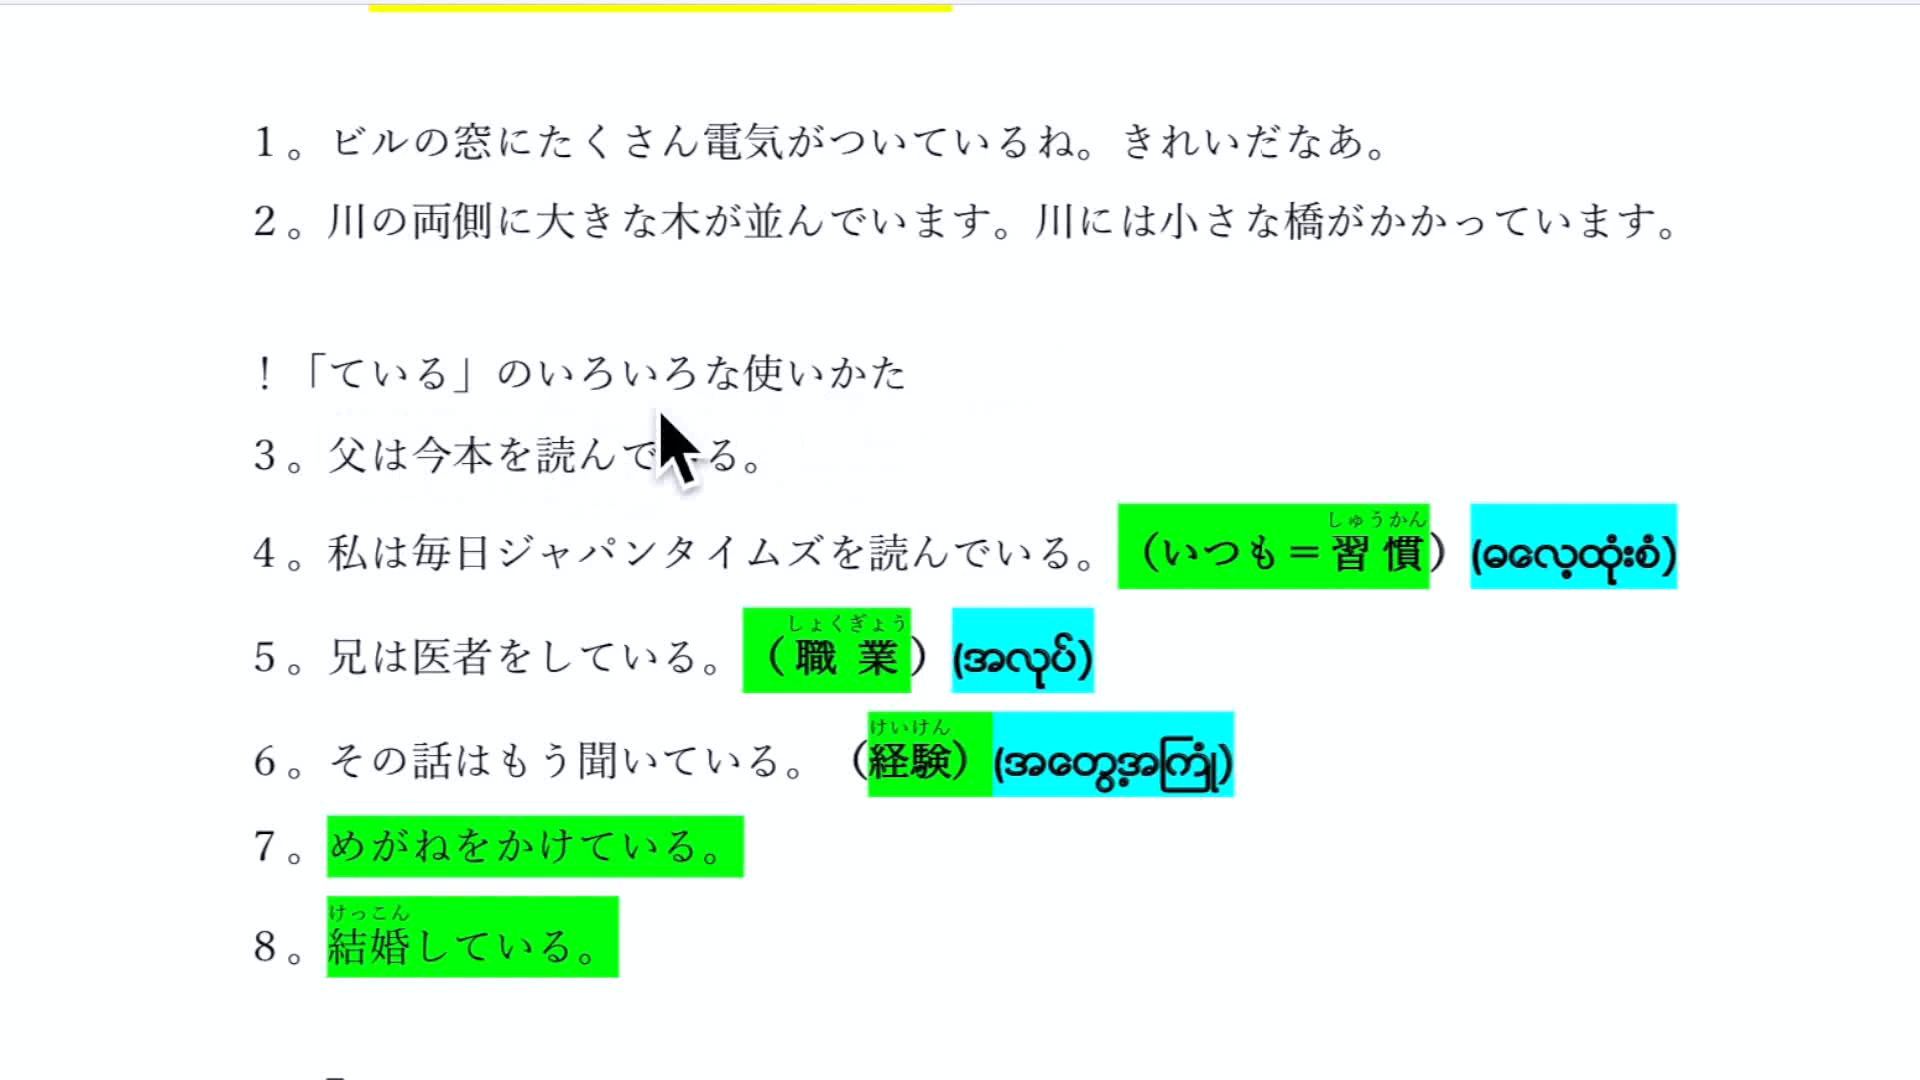 １。ビルの窓にたくさん電気がついているね。きれいだなあ。
２。川の両側に大きな木が並んでいます。川には小さな橋がかかっています。
！「ている」のいろいろな使いかた
３。父は今本を読んでる。
しゅうかん
４。私は毎日ジャパンタイムズを読んでいる。（いつも＝習慣） (ဓလေ့ထုံးစံ)
しょくぎょう
５。兄は医者をしている。（職業） (အလုပ်)
けいけん
６。その話はもう聞いている。（経験） (အတွေ့အကြုံ)
７。めがねをかけている。
けっこん
８。結婚している。